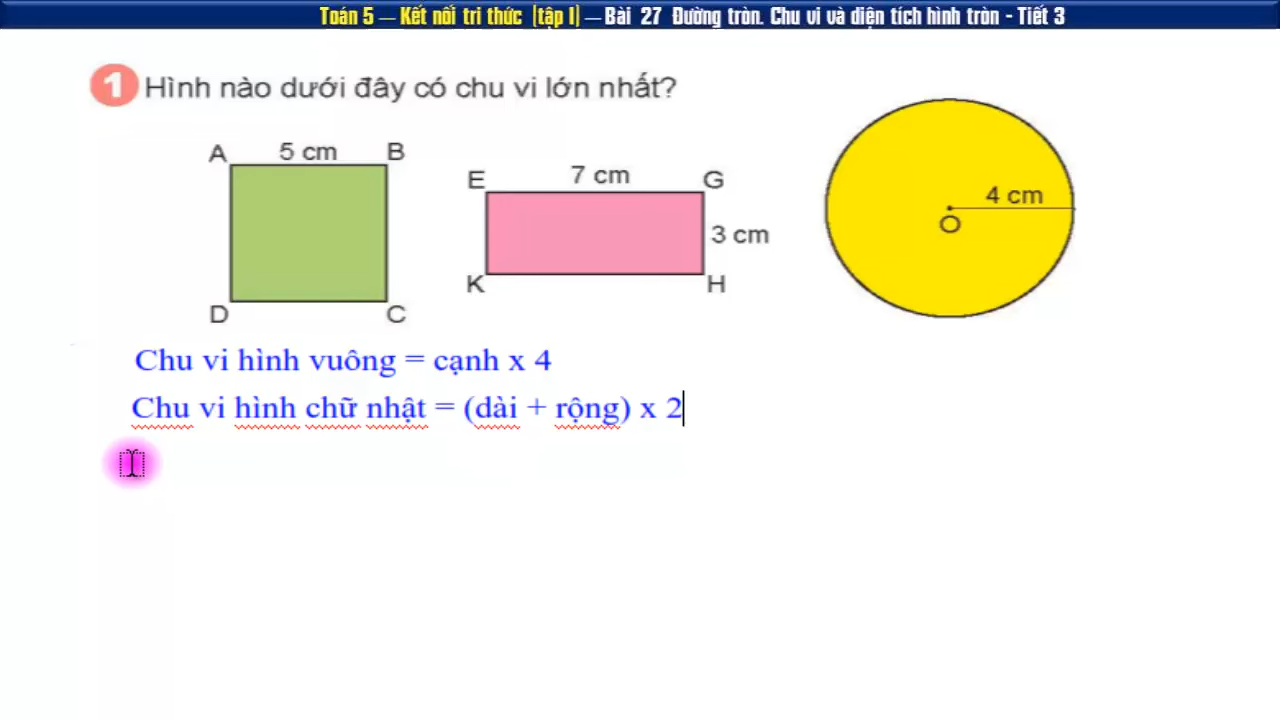 Toán 5 – Kết nối tri thức (tập 1) – Bài 27 Đường tròn. Chu vi và diện tích hình tròn - Tiết 3
1 Hình nào dưới đây có chu vi lớn nhất?
A 5 cm B
E 7 cm G
4 cm
O
3 cm
K H
D C
Chu vi hình vuông = cạnh x 4
Chu vi hình chữ nhật = (dài + rộng) x 2